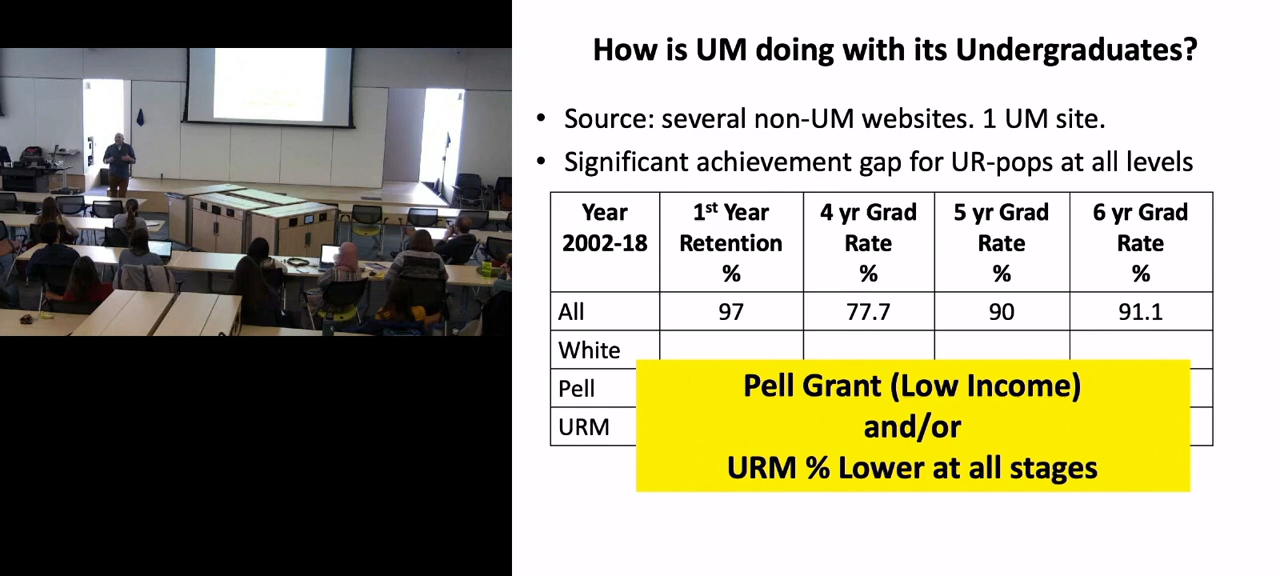 How is UM doing with its Undergraduates?
• Source: several non-UM websites. 1 UM site.
• Significant achievement gap for UR-pops at all levels
Year 2002-18 | 1st Year Retention % | 4 yr Grad Rate % | 5 yr Grad Rate % | 6 yr Grad Rate %
All | 97 | 77.7 | 90 | 91.1
White
Pell
URM
Pell Grant (Low Income)
and/or
URM % Lower at all stages